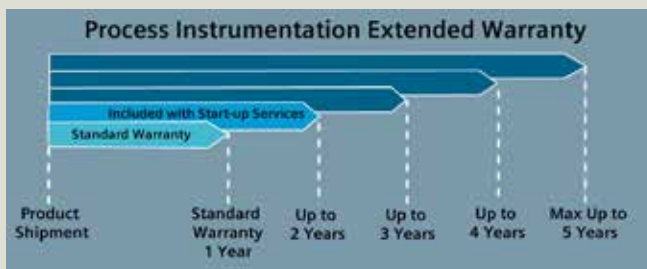 Process Instrumentation Extended Warranty
Included with Start-up Services
Standard Warranty
Product
Shipment
Standard
Warranty
1 Year
Up to
2 Years
Up to
3 Years
Up to
4 Years
Max Up to
5 Years